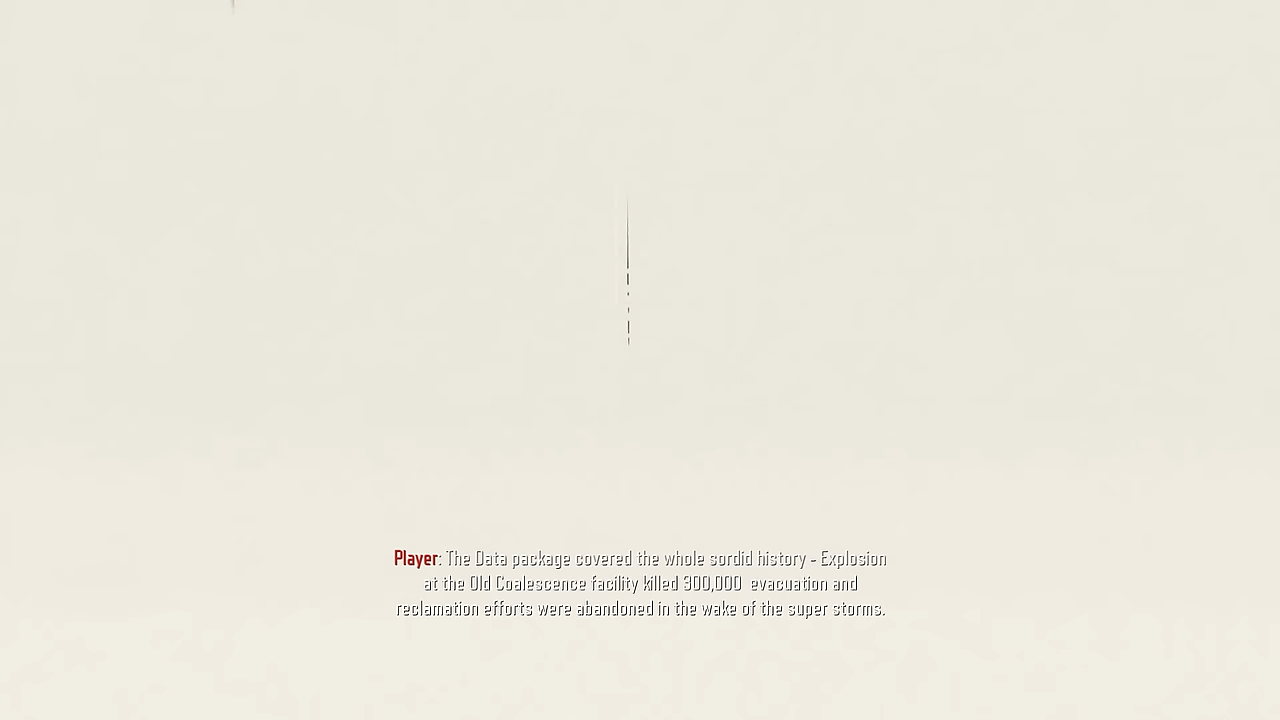 Player: The Data package covered the whole sordid history - Explosion
at the Old Coalescence facility killed 300,000  evacuation and
reclamation efforts were abandoned in the wake of the super storms.